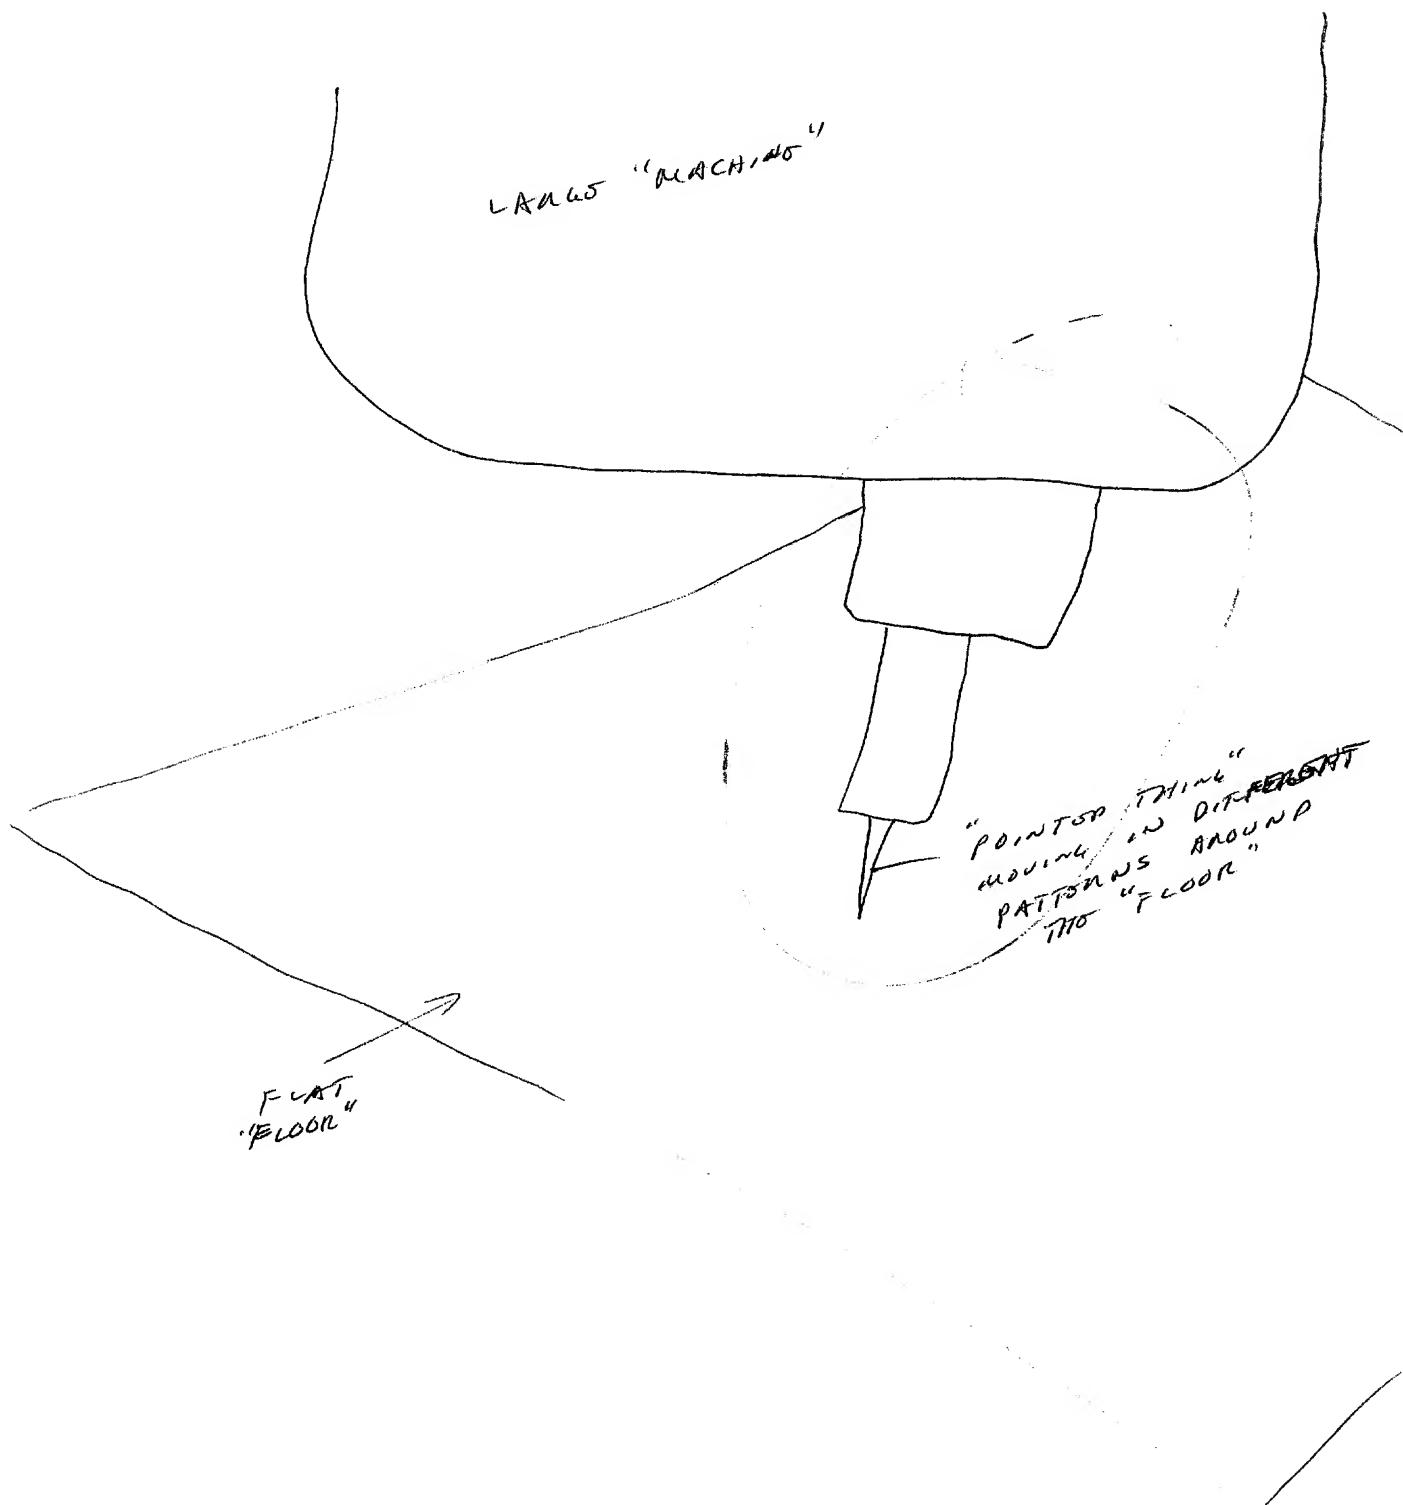 LARGE "MACHINE"
"POINTED THING"
MOVING IN DIFFERENT
PATTERNS AROUND
THE "FLOOR"
FLAT
"FLOOR"